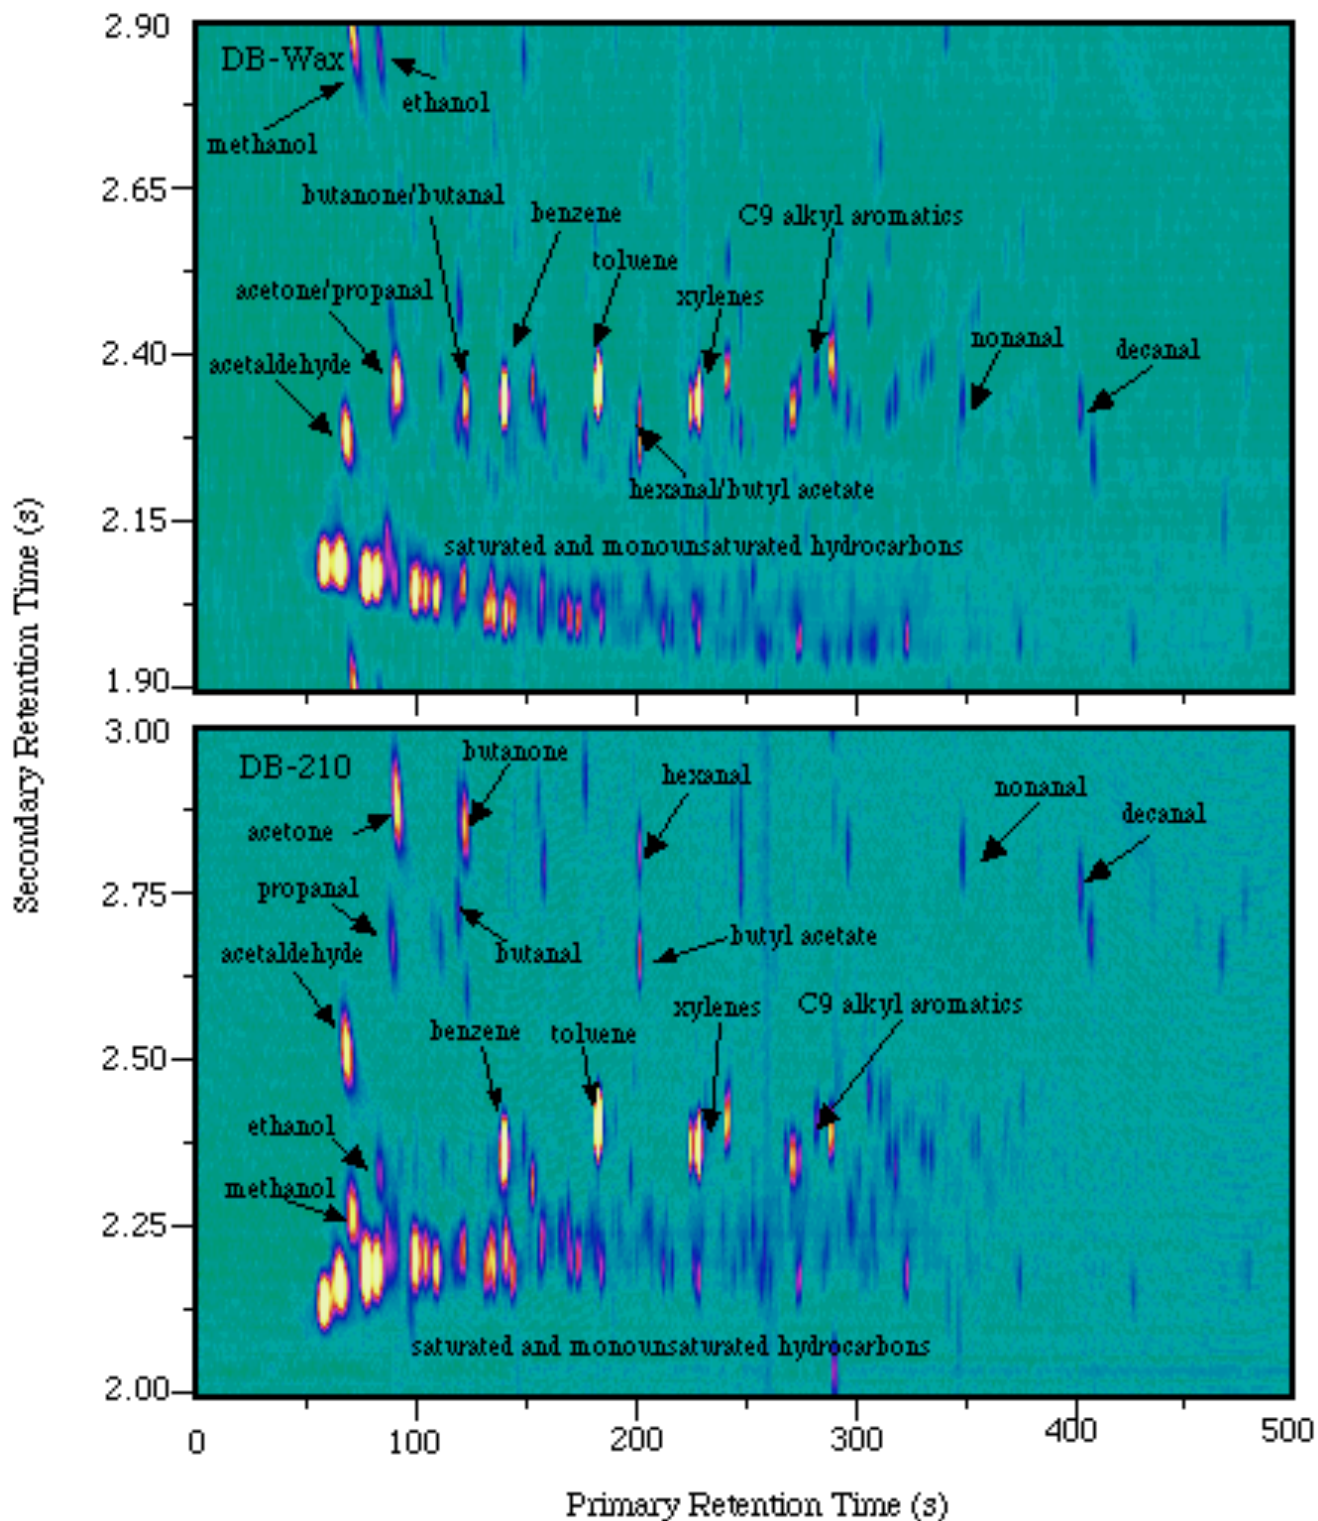 2.90
DB-Wax
ethanol
methanol
2.65
butanone/butanal
benzene
C9 alkyl aromatics
toluene
acetone/propanal
xylenes
2.40
acetaldehyde
nonanal
decanal
hexanal/butyl acetate
2.15
saturated and monounsaturated hydrocarbons
1.90
Secondary Retention Time (s)
3.00
DB-210
butanone
hexanal
nonanal
decanal
acetone
2.75
propanal
butyl acetate
acetaldehyde
butanal
xylenes
C9 alkyl aromatics
benzene
toluene
2.50
ethanol
methanol
2.25
saturated and monounsaturated hydrocarbons
2.00
0 100 200 300 400 500
Primary Retention Time (s)